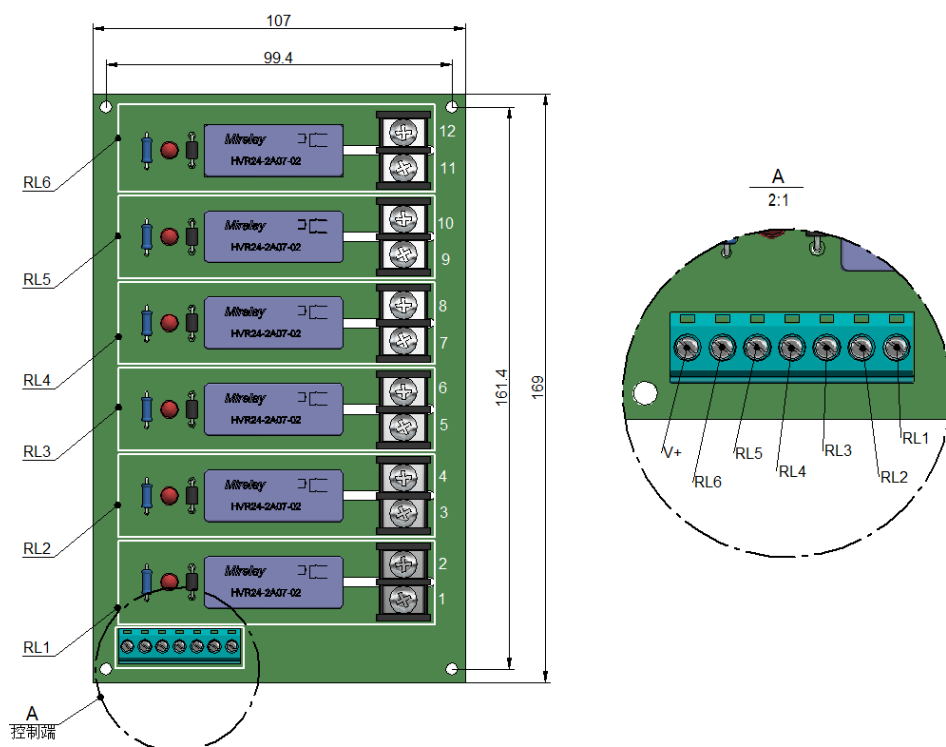 107
99.4
161.4
169
RL6
Mirelay
HVR24-2A07-02
12
11
RL5
Mirelay
HVR24-2A07-02
10
9
RL4
Mirelay
HVR24-2A07-02
8
7
RL3
Mirelay
HVR24-2A07-02
6
5
RL2
Mirelay
HVR24-2A07-02
4
3
RL1
Mirelay
HVR24-2A07-02
2
1
A
控制端
A
2:1
V+
RL6
RL5
RL4
RL3
RL2
RL1